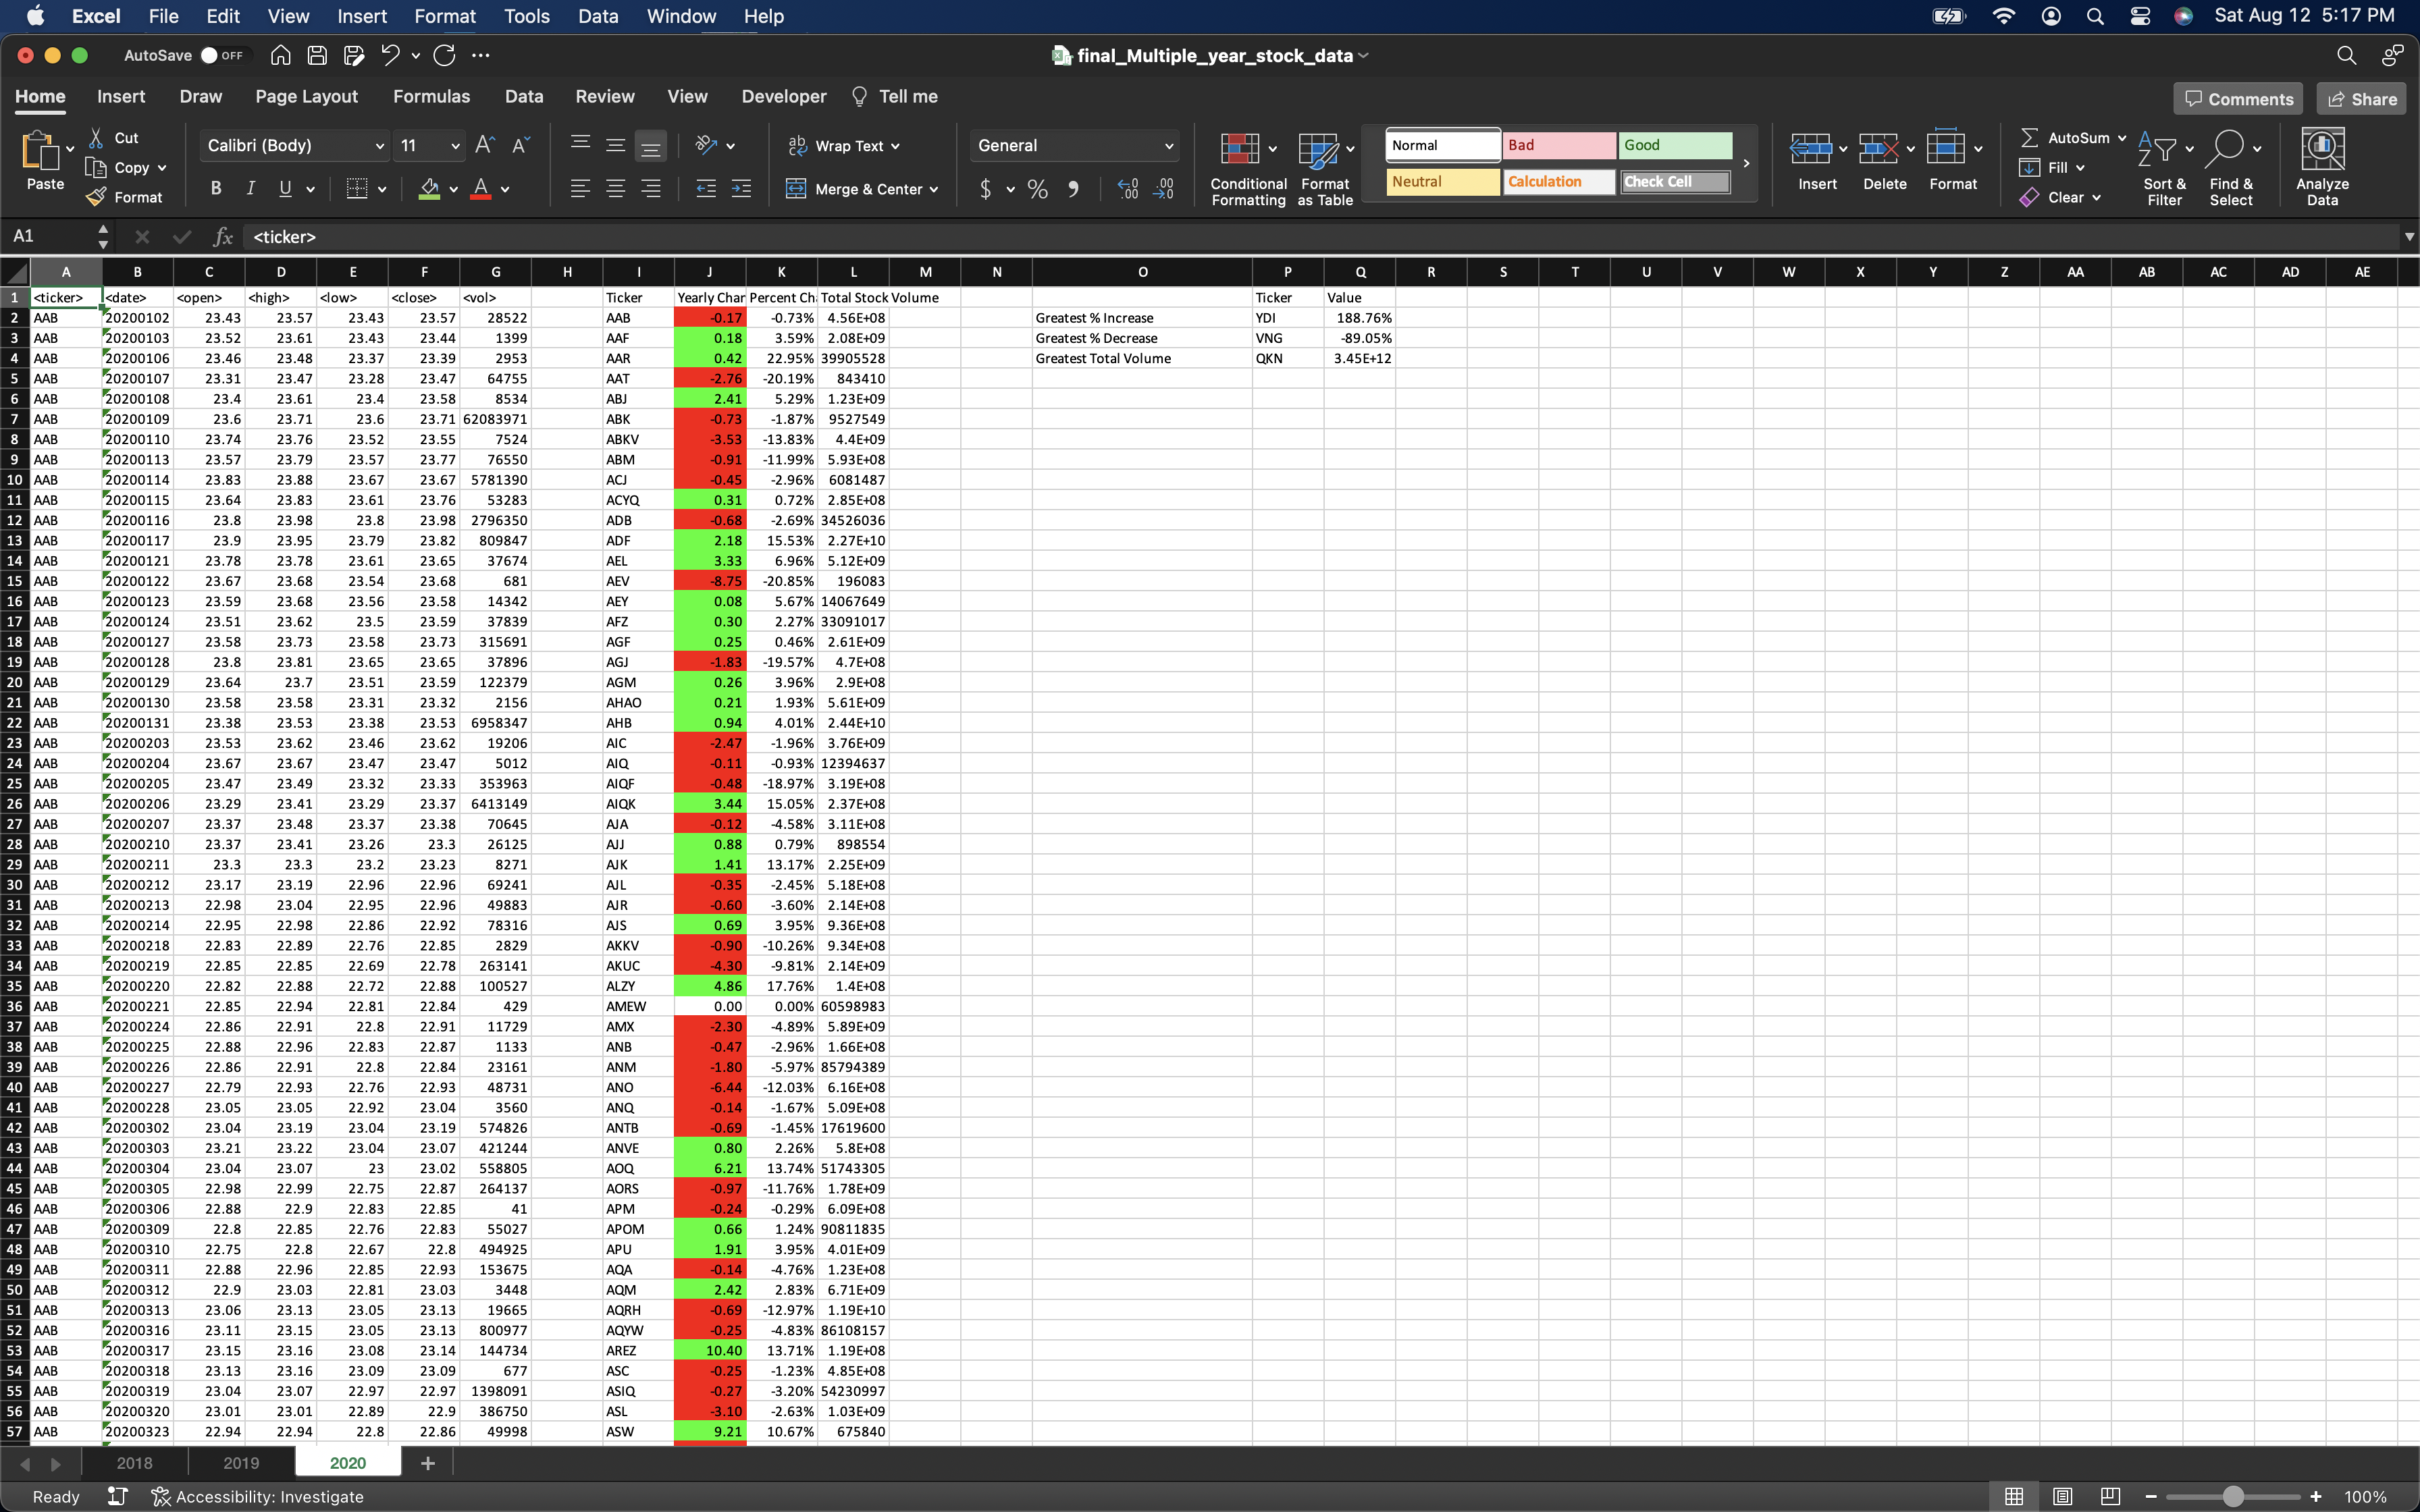 Excel File Edit View Insert Format Tools Data Window Help Sat Aug 12 5:17 PM
AutoSave OFF final_Multiple_year_stock_data
Home Insert Draw Page Layout Formulas Data Review View Developer Tell me Comments Share
Paste Cut Copy Format
Calibri (Body) 11 Wrap Text General
B I U A Merge & Center $ % 9
Conditional Formatting Format as Table
Normal Bad Good
Neutral Calculation Check Cell
Insert Delete Format
AutoSum Fill Clear Sort & Filter Find & Select Analyze Data
A1 fx <ticker>
A B C D E F G H I J K L M N O P Q R S T U V W X Y Z AA AB AC AD AE
1 <ticker> <date> <open> <high> <low> <close> <vol> Ticker Yearly Char Percent Ch Total Stock Volume Ticker Value
2 AAB 20200102 23.43 23.57 23.43 23.57 28522 AAB -0.17 -0.73% 4.56E+08 Greatest % Increase YDI 188.76%
3 AAB 20200103 23.52 23.61 23.43 23.44 1399 AAF 0.18 3.59% 2.08E+09 Greatest % Decrease VNG -89.05%
4 AAB 20200106 23.46 23.48 23.37 23.39 2953 AAR 0.42 22.95% 39905528 Greatest Total Volume QKN 3.45E+12
5 AAB 20200107 23.31 23.47 23.28 23.47 64755 AAT -2.76 -20.19% 843410
6 AAB 20200108 23.4 23.61 23.4 23.58 8534 ABJ 2.41 5.29% 1.23E+09
7 AAB 20200109 23.6 23.71 23.6 23.71 62083971 ABK -0.73 -1.87% 9527549
8 AAB 20200110 23.74 23.76 23.52 23.55 7524 ABKV -3.53 -13.83% 4.4E+09
9 AAB 20200113 23.57 23.79 23.57 23.77 76550 ABM -0.91 -11.99% 5.93E+08
10 AAB 20200114 23.83 23.88 23.67 23.67 5781390 ACJ -0.45 -2.96% 6081487
11 AAB 20200115 23.64 23.83 23.61 23.76 53283 ACYQ 0.31 0.72% 2.85E+08
12 AAB 20200116 23.8 23.98 23.8 23.98 2796350 ADB -0.68 -2.69% 34526036
13 AAB 20200117 23.9 23.95 23.79 23.82 809847 ADF 2.18 15.53% 2.27E+10
14 AAB 20200121 23.78 23.78 23.61 23.65 37674 AEL 3.33 6.96% 5.12E+09
15 AAB 20200122 23.67 23.68 23.54 23.68 681 AEV -8.75 -20.85% 196083
16 AAB 20200123 23.59 23.68 23.56 23.58 14342 AEY 0.08 5.67% 14067649
17 AAB 20200124 23.51 23.62 23.5 23.59 37839 AFZ 0.30 2.27% 33091017
18 AAB 20200127 23.58 23.73 23.58 23.73 315691 AGF 0.25 0.46% 2.61E+09
19 AAB 20200128 23.8 23.81 23.65 23.65 37896 AGJ -1.83 -19.57% 4.7E+08
20 AAB 20200129 23.64 23.7 23.51 23.59 122379 AGM 0.26 3.96% 2.9E+08
21 AAB 20200130 23.58 23.58 23.31 23.32 2156 AHAO 0.21 1.93% 5.61E+09
22 AAB 20200131 23.38 23.53 23.38 23.53 6958347 AHB 0.94 4.01% 2.44E+10
23 AAB 20200203 23.53 23.62 23.46 23.62 19206 AIC -2.47 -1.96% 3.76E+09
24 AAB 20200204 23.67 23.67 23.47 23.47 5012 AIQ -0.11 -0.93% 12394637
25 AAB 20200205 23.47 23.49 23.32 23.33 353963 AIQF -0.48 -18.97% 3.19E+08
26 AAB 20200206 23.29 23.41 23.29 23.37 6413149 AIQK 3.44 15.05% 2.37E+08
27 AAB 20200207 23.37 23.48 23.37 23.38 70645 AJA -0.12 -4.58% 3.11E+08
28 AAB 20200210 23.37 23.41 23.26 23.3 26125 AJJ 0.88 0.79% 898554
29 AAB 20200211 23.3 23.3 23.2 23.23 8271 AJK 1.41 13.17% 2.25E+09
30 AAB 20200212 23.17 23.19 22.96 22.96 69241 AJL -0.35 -2.45% 5.18E+08
31 AAB 20200213 22.98 23.04 22.95 22.96 49883 AJR -0.60 -3.60% 2.14E+08
32 AAB 20200214 22.95 22.98 22.86 22.92 78316 AJS 0.69 3.95% 9.36E+08
33 AAB 20200218 22.83 22.89 22.76 22.85 2829 AKKV -0.90 -10.26% 9.34E+08
34 AAB 20200219 22.85 22.85 22.69 22.78 263141 AKUC -4.30 -9.81% 2.14E+09
35 AAB 20200220 22.82 22.88 22.72 22.88 100527 ALZY 4.86 17.76% 1.4E+08
36 AAB 20200221 22.85 22.94 22.81 22.84 429 AMEW 0.00 0.00% 60598983
37 AAB 20200224 22.86 22.91 22.8 22.91 11729 AMX -2.30 -4.89% 5.89E+09
38 AAB 20200225 22.88 22.96 22.83 22.87 1133 ANB -0.47 -2.96% 1.66E+08
39 AAB 20200226 22.86 22.91 22.8 22.84 23161 ANM -1.80 -5.97% 85794389
40 AAB 20200227 22.79 22.93 22.76 22.93 48731 ANO -6.44 -12.03% 6.16E+08
41 AAB 20200228 23.05 23.05 22.92 23.04 3560 ANQ -0.14 -1.67% 5.09E+08
42 AAB 20200302 23.04 23.19 23.04 23.19 574826 ANTB -0.69 -1.45% 17619600
43 AAB 20200303 23.21 23.22 23.04 23.07 421244 ANVE 0.80 2.26% 5.8E+08
44 AAB 20200304 23.04 23.07 23 23.02 558805 AOQ 6.21 13.74% 51743305
45 AAB 20200305 22.98 22.99 22.75 22.87 264137 AORS -0.97 -11.76% 1.78E+09
46 AAB 20200306 22.88 22.9 22.83 22.85 41 APM -0.24 -0.29% 6.09E+08
47 AAB 20200309 22.8 22.85 22.76 22.83 55027 APOM 0.66 1.24% 90811835
48 AAB 20200310 22.75 22.8 22.67 22.8 494925 APU 1.91 3.95% 4.01E+09
49 AAB 20200311 22.88 22.96 22.85 22.93 153675 AQA -0.14 -4.76% 1.23E+08
50 AAB 20200312 22.9 23.03 22.81 23.03 3448 AQM 2.42 2.83% 6.71E+09
51 AAB 20200313 23.06 23.13 23.05 23.13 19665 AQRH -0.69 -12.97% 1.19E+10
52 AAB 20200316 23.11 23.15 23.05 23.13 800977 AQYW -0.25 -4.83% 86108157
53 AAB 20200317 23.15 23.16 23.08 23.14 144734 AREZ 10.40 13.71% 1.19E+08
54 AAB 20200318 23.13 23.16 23.09 23.09 677 ASC -0.25 -1.23% 4.85E+08
55 AAB 20200319 23.04 23.07 22.97 22.97 1398091 ASIQ -0.27 -3.20% 54230997
56 AAB 20200320 23.01 23.01 22.89 22.9 386750 ASL -3.10 -2.63% 1.03E+09
57 AAB 20200323 22.94 22.94 22.8 22.86 49998 ASW 9.21 10.67% 675840
2018 2019 2020 +
Ready Accessibility: Investigate 100%